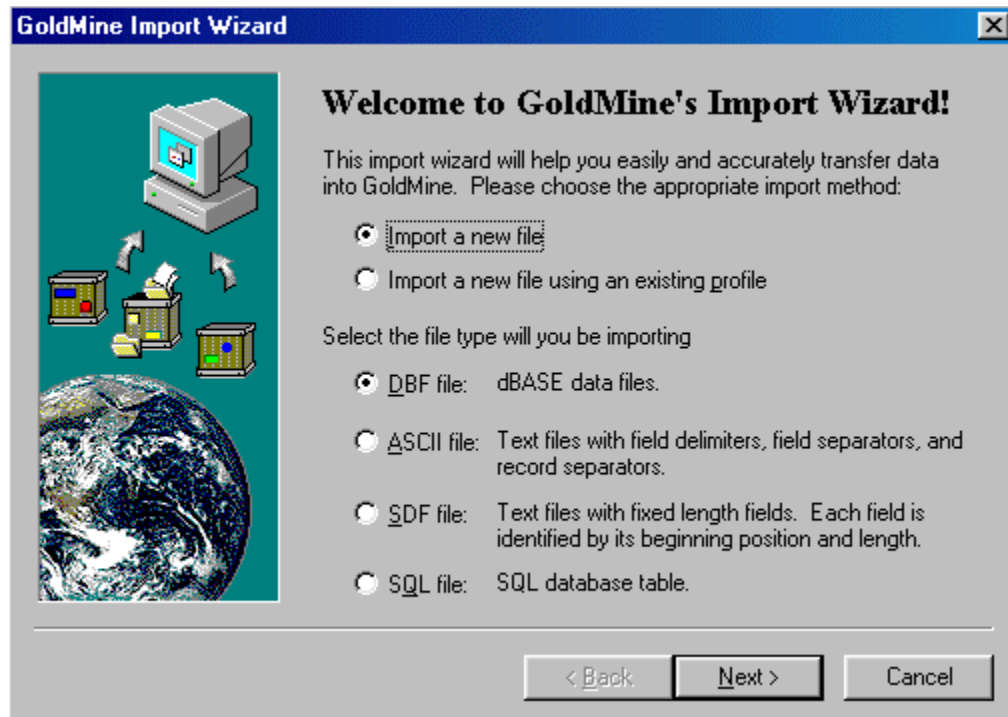 GoldMine Import Wizard
Welcome to GoldMine's Import Wizard!
This import wizard will help you easily and accurately transfer data
into GoldMine. Please choose the appropriate import method:
Import a new file
Import a new file using an existing profile
Select the file type will you be importing
DBF file: dBASE data files.
ASCII file: Text files with field delimiters, field separators, and
record separators.
SDF file: Text files with fixed length fields. Each field is
identified by its beginning position and length.
SQL file: SQL database table.
< Back Next > Cancel